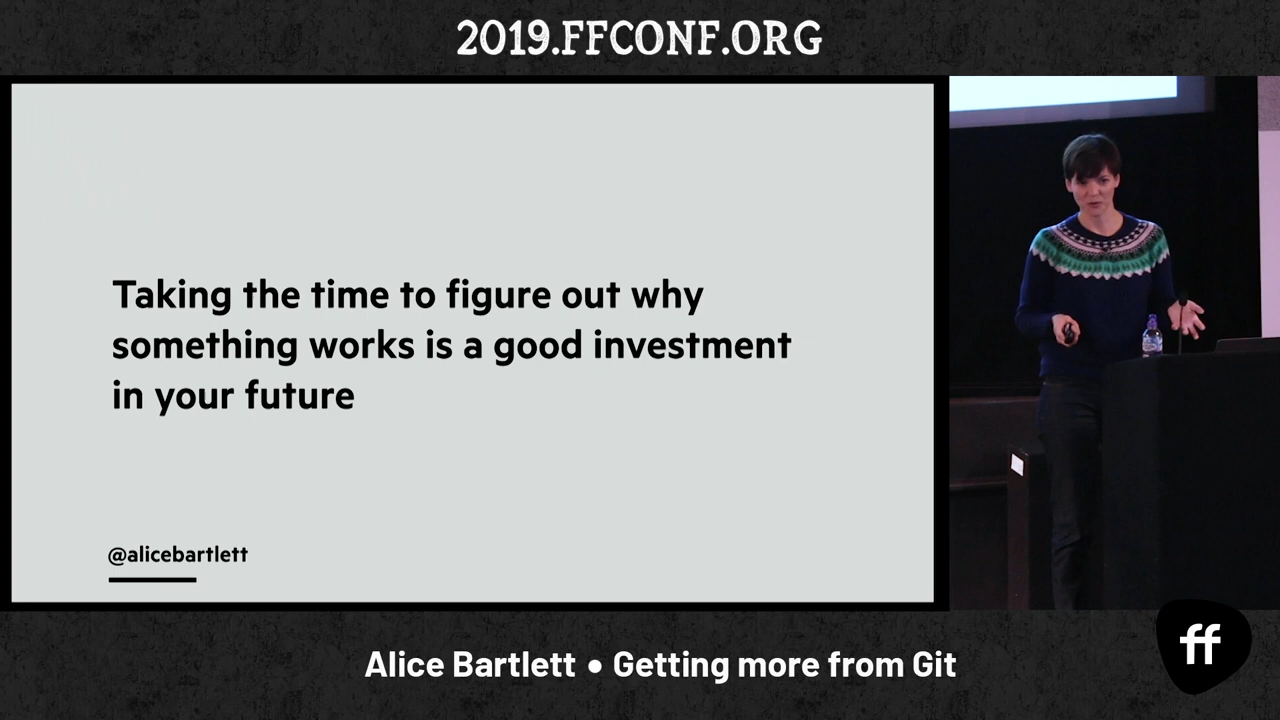 2019.FFCONF.ORG
Taking the time to figure out why
something works is a good investment
in your future
@alicebartlett
ff
Alice Bartlett • Getting more from Git